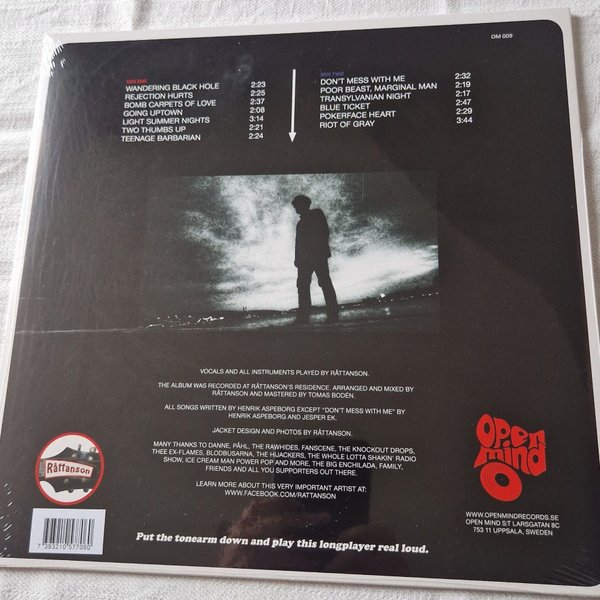 OM 009
SIDE ONE
WANDERING BLACK HOLE 2:23
REJECTION HURTS 2:25
BOMB CARPETS OF LOVE 2:37
GOING UPTOWN 2:08
LIGHT SUMMER NIGHTS 3:14
TWO THUMBS UP 2:21
TEENAGE BARBARIAN 2:24
SIDE TWO
DON'T MESS WITH ME 2:32
POOR BEAST, MARGINAL MAN 2:19
TRANSYLVANIAN NIGHT 2:17
BLUE TICKET 2:47
POKERFACE HEART 2:29
RIOT OF GRAY 3:44
VOCALS AND ALL INSTRUMENTS PLAYED BY RÅTTANSON.
THE ALBUM WAS RECORDED AT RÅTTANSON'S RESIDENCE. ARRANGED AND MIXED BY
RÅTTANSON AND MASTERED BY TOMAS BODÉN.
ALL SONGS WRITTEN BY HENRIK ASPEBORG EXCEPT "DON'T MESS WITH ME" BY
HENRIK ASPEBORG AND JESPER EK.
JACKET DESIGN AND PHOTOS BY RÅTTANSON.
MANY THANKS TO DANNE, PÅHL, THE RAWHIDES, FANSCENE, THE KNOCKOUT DROPS,
THEE EX-FLAMES, BLODBUSARNA, THE HIJACKERS, THE WHOLE LOTTA SHAKIN' RADIO
SHOW, ICE CREAM MAN POWER POP AND MORE, THE BIG ENCHILADA, FAMILY,
FRIENDS AND ALL YOU SUPPORTERS OUT THERE.
LEARN MORE ABOUT THIS VERY IMPORTANT ARTIST AT:
WWW.FACEBOOK.COM/RATTANSON
Råttanson
Open
mind
WWW.OPENMINDRECORDS.SE
OPEN MIND S:T LARSGATAN 8C
753 11 UPPSALA, SWEDEN
7 393210 577060
Put the tonearm down and play this longplayer real loud.